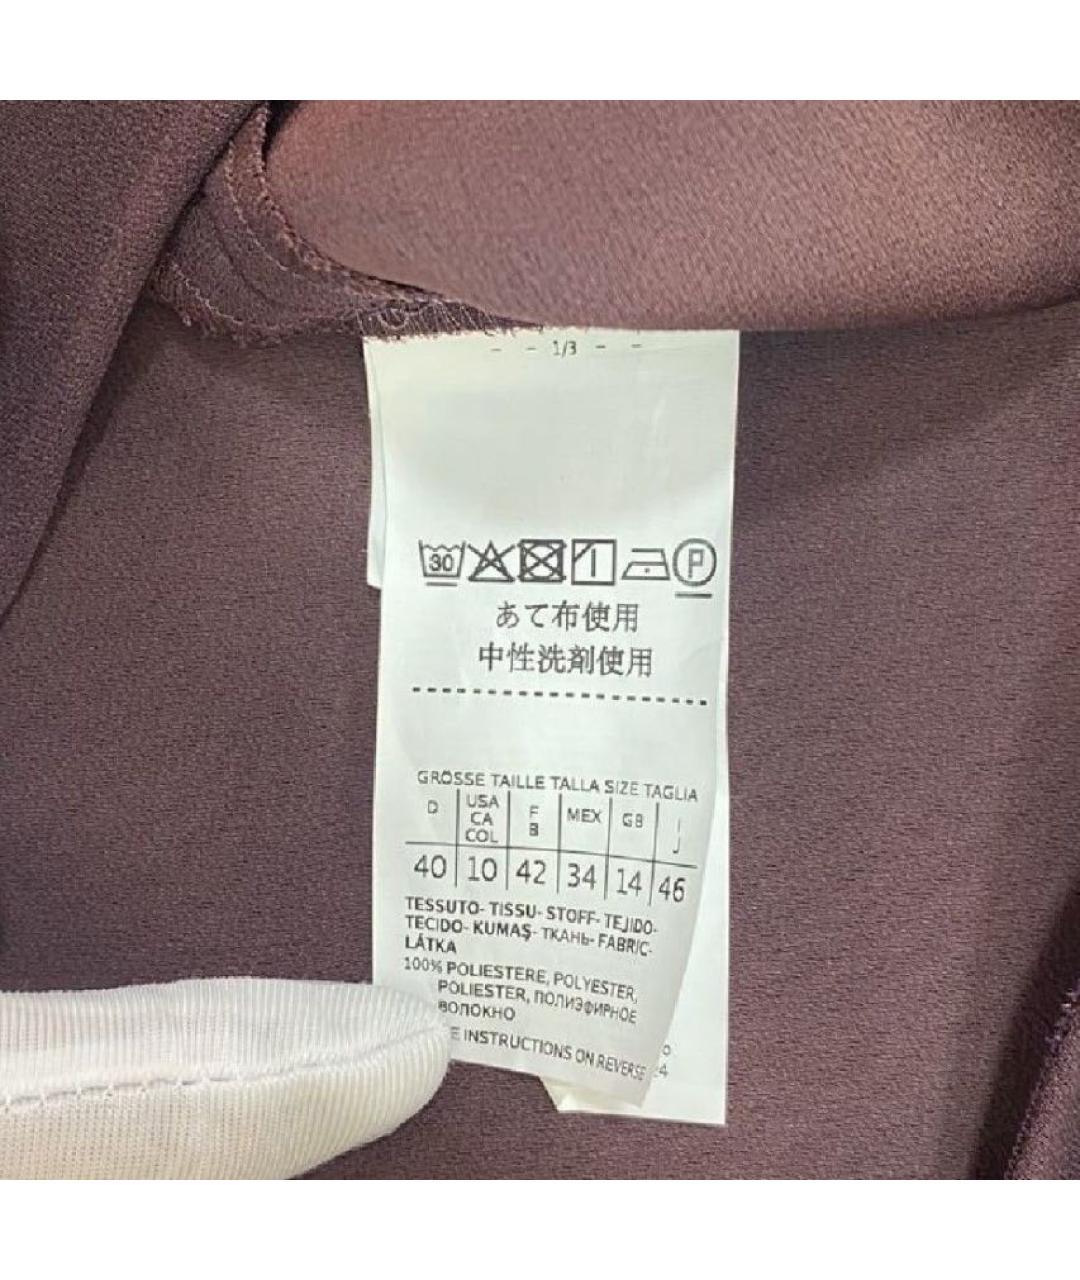 - - 1/3 - -
30 P
あて布使用
中性洗剤使用
GRÖSSE TAILLE TALLA SIZE TAGLIA
D USA CA COL F B MEX GB I J
40 10 42 34 14 46
TESSUTO- TISSU- STOFF- TEJIDO-
TECIDO- KUMAŞ- ТКАНЬ- FABRIC-
LÁTKA
100% POLIESTERE, POLYESTER,
POLIESTER, ПОЛИЭФИРНОЕ
ВОЛОКНО
INSTRUCTIONS ON REVERSE